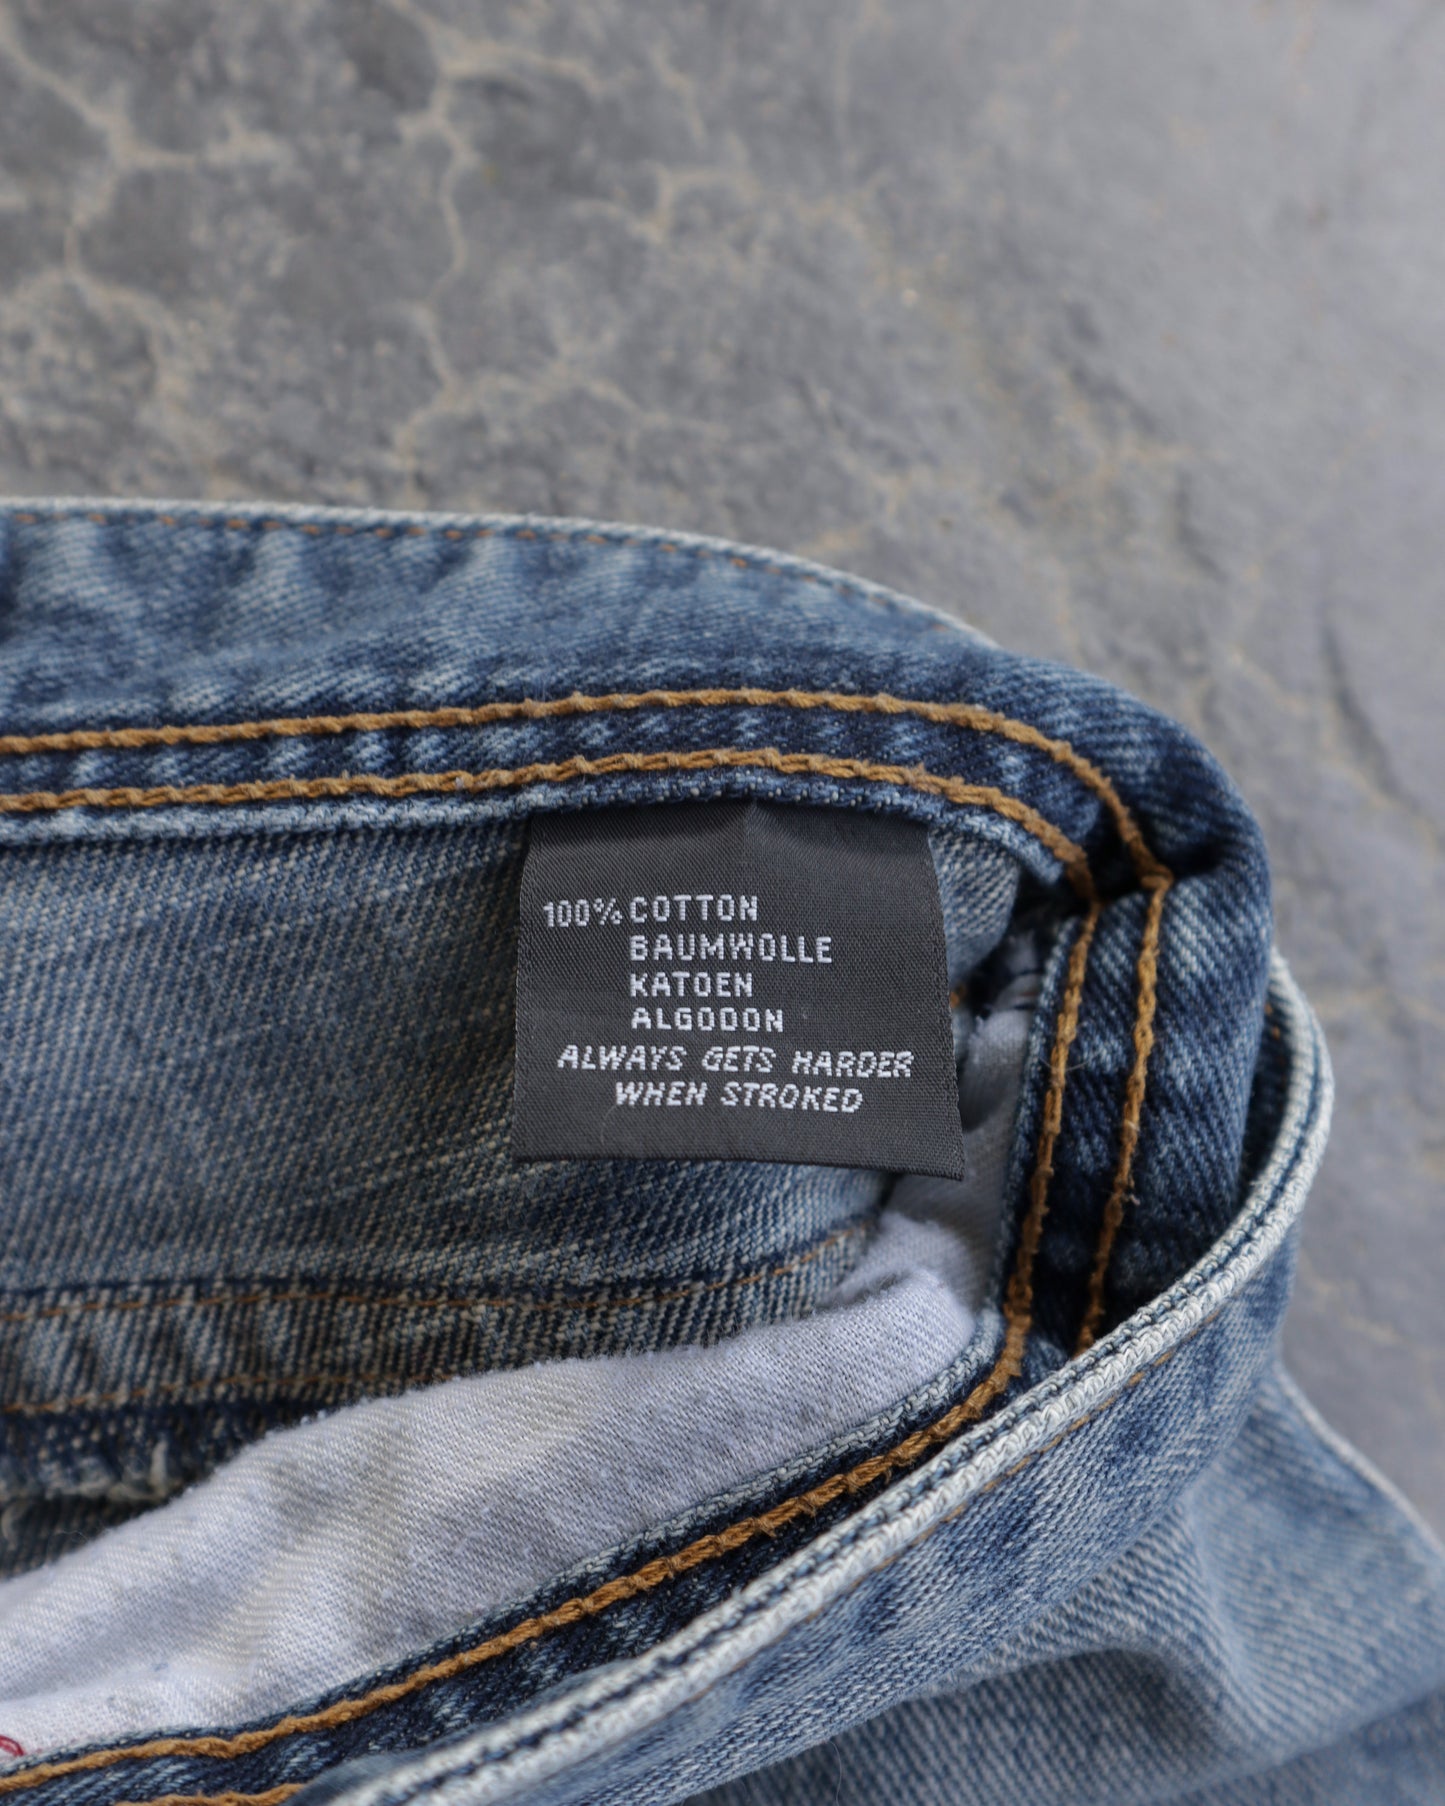 100% COTTON
BAUMWOLLE
KATOEN
ALGODON
ALWAYS GETS HARDER
WHEN STROKED